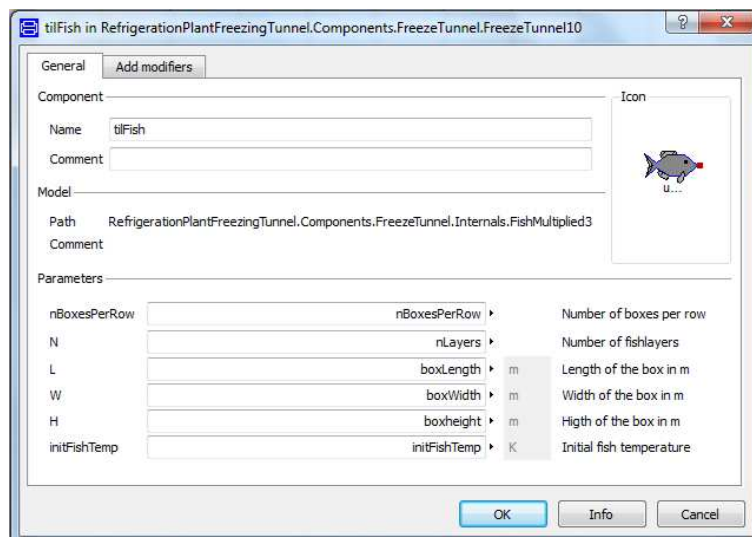 tilFish in RefrigerationPlantFreezingTunnel.Components.FreezeTunnel.FreezeTunnel10
General Add modifiers
Component Icon
Name tilFish
Comment
u...
Model
Path RefrigerationPlantFreezingTunnel.Components.FreezeTunnel.Internals.FishMultiplied3
Comment
Parameters
nBoxesPerRow nBoxesPerRow Number of boxes per row
N nLayers Number of fishlayers
L boxLength m Length of the box in m
W boxWidth m Width of the box in m
H boxheight m Higth of the box in m
initFishTemp initFishTemp K Initial fish temperature
OK Info Cancel